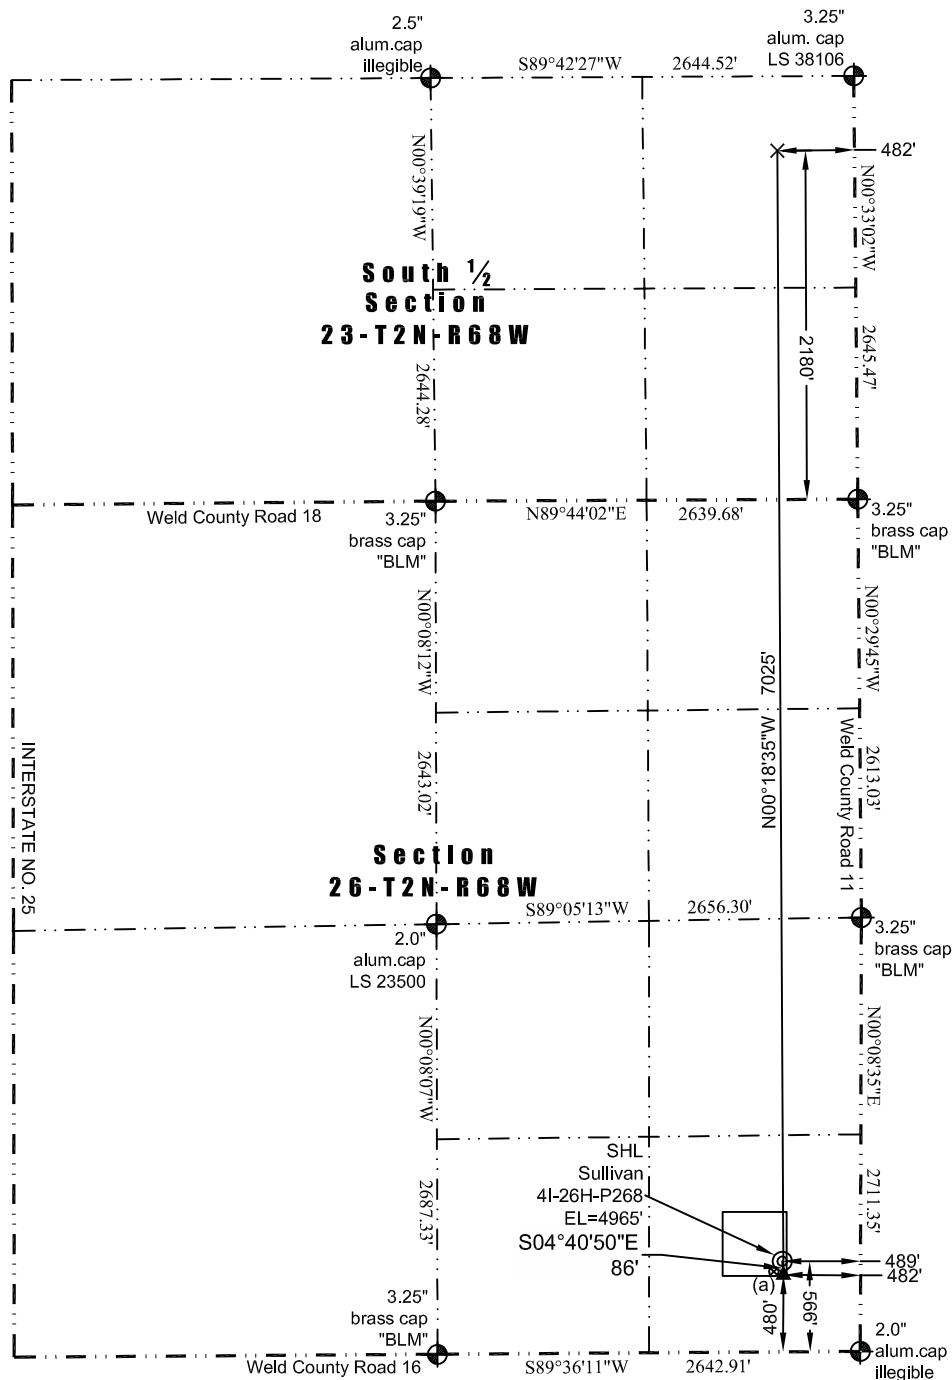 2.5"
alum.cap
illegible
3.25"
alum. cap
LS 38106
S89°42'27"W 2644.52'
482'
N00°39'19"W
N00°33'02"W
South ½
Section
23-T2N-R68W
2180'
2644.28'
2645.47'
Weld County Road 18
3.25"
brass cap
"BLM"
N89°44'02"E 2639.68'
3.25"
brass cap
"BLM"
N00°08'12"W
N00°29'45"W
N00°18'35"W 7025'
INTERSTATE NO. 25
2643.02'
Weld County Road 11
2613.03'
Section
26-T2N-R68W
S89°05'13"W 2656.30'
2.0"
alum.cap
LS 23500
3.25"
brass cap
"BLM"
N00°08'07"W
N00°08'35"E
SHL
Sullivan
4I-26H-P268
EL=4965'
S04°40'50"E
86'
2687.33'
2711.35'
489'
482'
(a)
480'
566'
3.25"
brass cap
"BLM"
2.0"
alum.cap
illegible
Weld County Road 16
S89°36'11"W 2642.91'